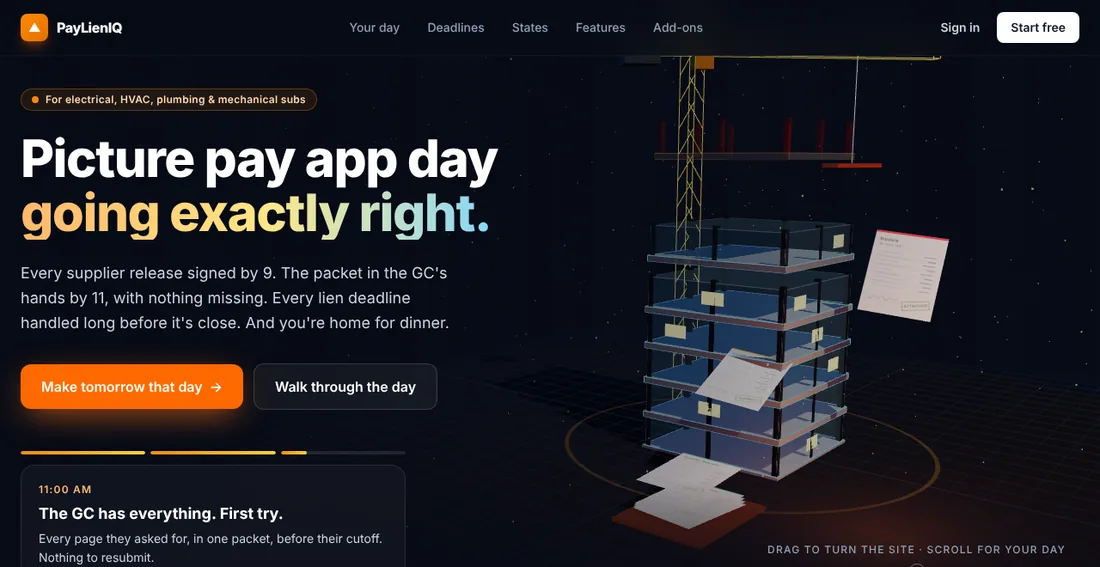 PayLienIQ
Your day
Deadlines
States
Features
Add-ons
Sign in
Start free
For electrical, HVAC, plumbing & mechanical subs
Picture pay app day
going exactly right.
Every supplier release signed by 9. The packet in the GC's
hands by 11, with nothing missing. Every lien deadline
handled long before it's close. And you're home for dinner.
Make tomorrow that day →
Walk through the day
11:00 AM
The GC has everything. First try.
Every page they asked for, in one packet, before their cutoff.
Nothing to resubmit.
DRAG TO TURN THE SITE · SCROLL FOR YOUR DAY